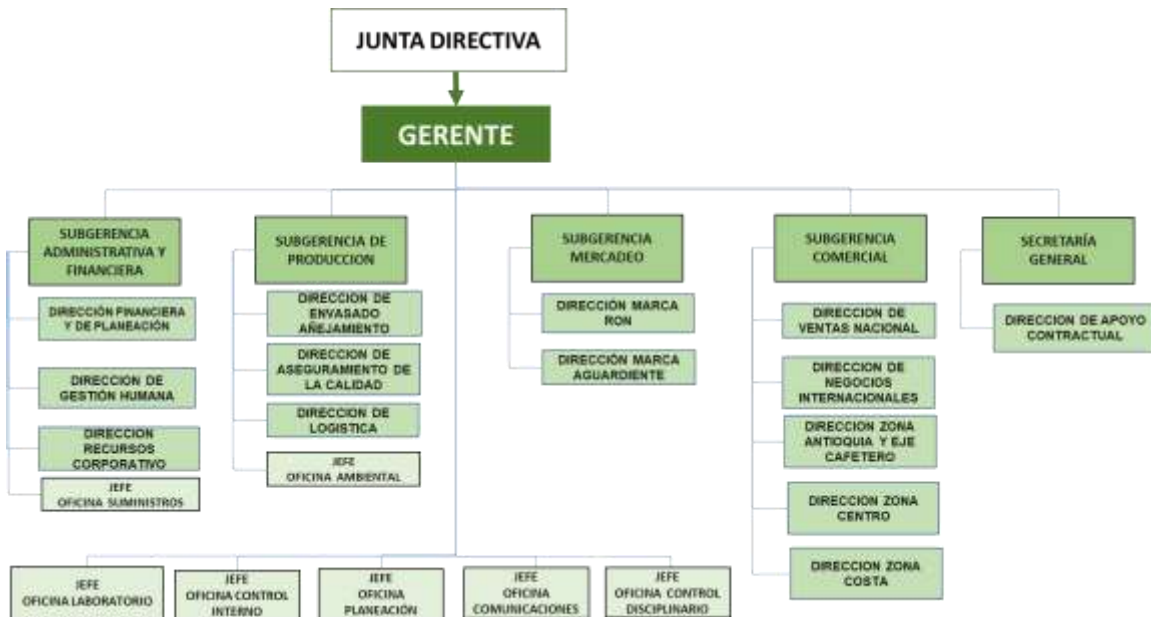 JUNTA DIRECTIVA
GERENTE
SUBGERENCIA
ADMINISTRATIVA Y
FINANCIERA
DIRECCIÓN FINANCIERA
Y DE PLANEACIÓN
DIRECCION DE
GESTIÓN HUMANA
DIRECCION
RECURSOS
CORPORATIVO
JEFE
OFICINA SUMINISTROS
SUBGERENCIA DE
PRODUCCION
DIRECCION DE
ENVASADO
AÑEJAMIENTO
DIRECCION DE
ASEGURAMIENTO DE
LA CALIDAD
DIRECCION DE
LOGISTICA
JEFE
OFICINA AMBIENTAL
SUBGERENCIA
MERCADEO
DIRECCIÓN MARCA
RON
DIRECCIÓN MARCA
AGUARDIENTE
SUBGERENCIA
COMERCIAL
DIRECCION DE
VENTAS NACIONAL
DIRECCION DE
NEGOCIOS
INTERNACIONALES
DIRECCION ZONA
ANTIOQUIA Y EJE
CAFETERO
DIRECCION ZONA
CENTRO
DIRECCION ZONA
COSTA
SECRETARÍA
GENERAL
DIRECCION DE APOYO
CONTRACTUAL
JEFE
OFICINA LABORATORIO
JEFE
OFICINA CONTROL
INTERNO
JEFE
OFICINA
PLANEACIÓN
JEFE
OFICINA
COMUNICACIONES
JEFE
OFICINA CONTROL
DISCIPLINARIO